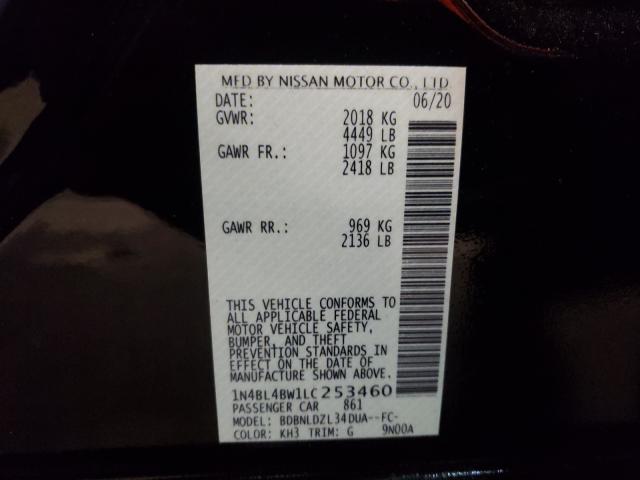 MFD BY NISSAN MOTOR CO., LTD.
DATE: 06/20
GVWR: 2018 KG
4449 LB
GAWR FR.: 1097 KG
2418 LB
GAWR RR.: 969 KG
2136 LB
THIS VEHICLE CONFORMS TO
ALL APPLICABLE FEDERAL
MOTOR VEHICLE SAFETY,
BUMPER, AND THEFT
PREVENTION STANDARDS IN
EFFECT ON THE DATE OF
MANUFACTURE SHOWN ABOVE.
1N4BL4BW1LC253460
PASSENGER CAR 861
MODEL: BDBNLDZL34DUA--FC-
COLOR: KH3 TRIM: G 9N00A